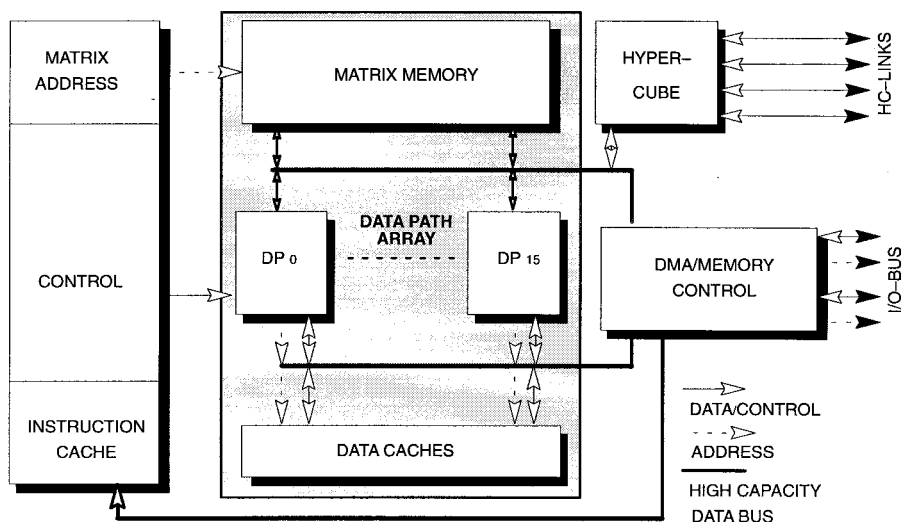 MATRIX
ADDRESS
CONTROL
INSTRUCTION
CACHE
MATRIX MEMORY
DATA PATH
ARRAY
DP 0
DP 15
DATA CACHES
HYPER–
CUBE
HC–LINKS
DMA/MEMORY
CONTROL
I/O–BUS
DATA/CONTROL
ADDRESS
HIGH CAPACITY
DATA BUS